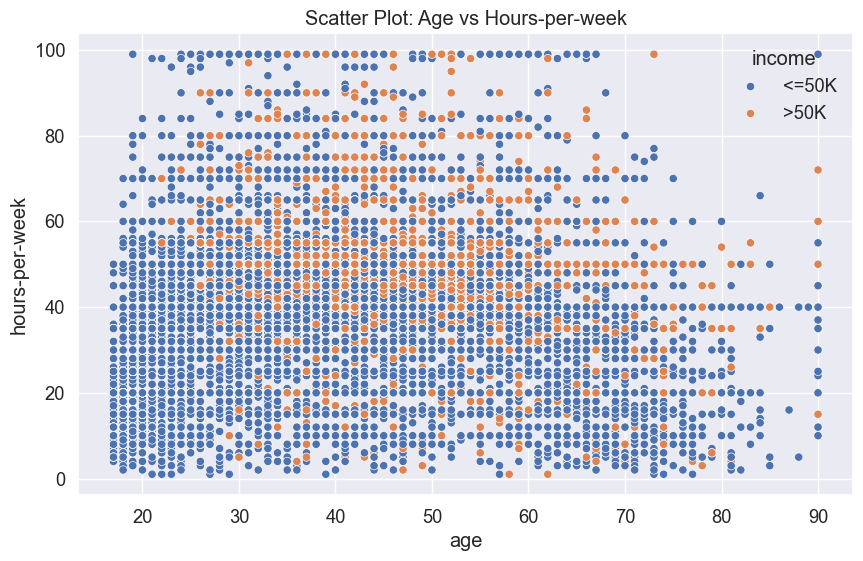 Scatter Plot: Age vs Hours-per-week
income
<=50K
>50K
hours-per-week
100
80
60
40
20
0
20 30 40 50 60 70 80 90
age